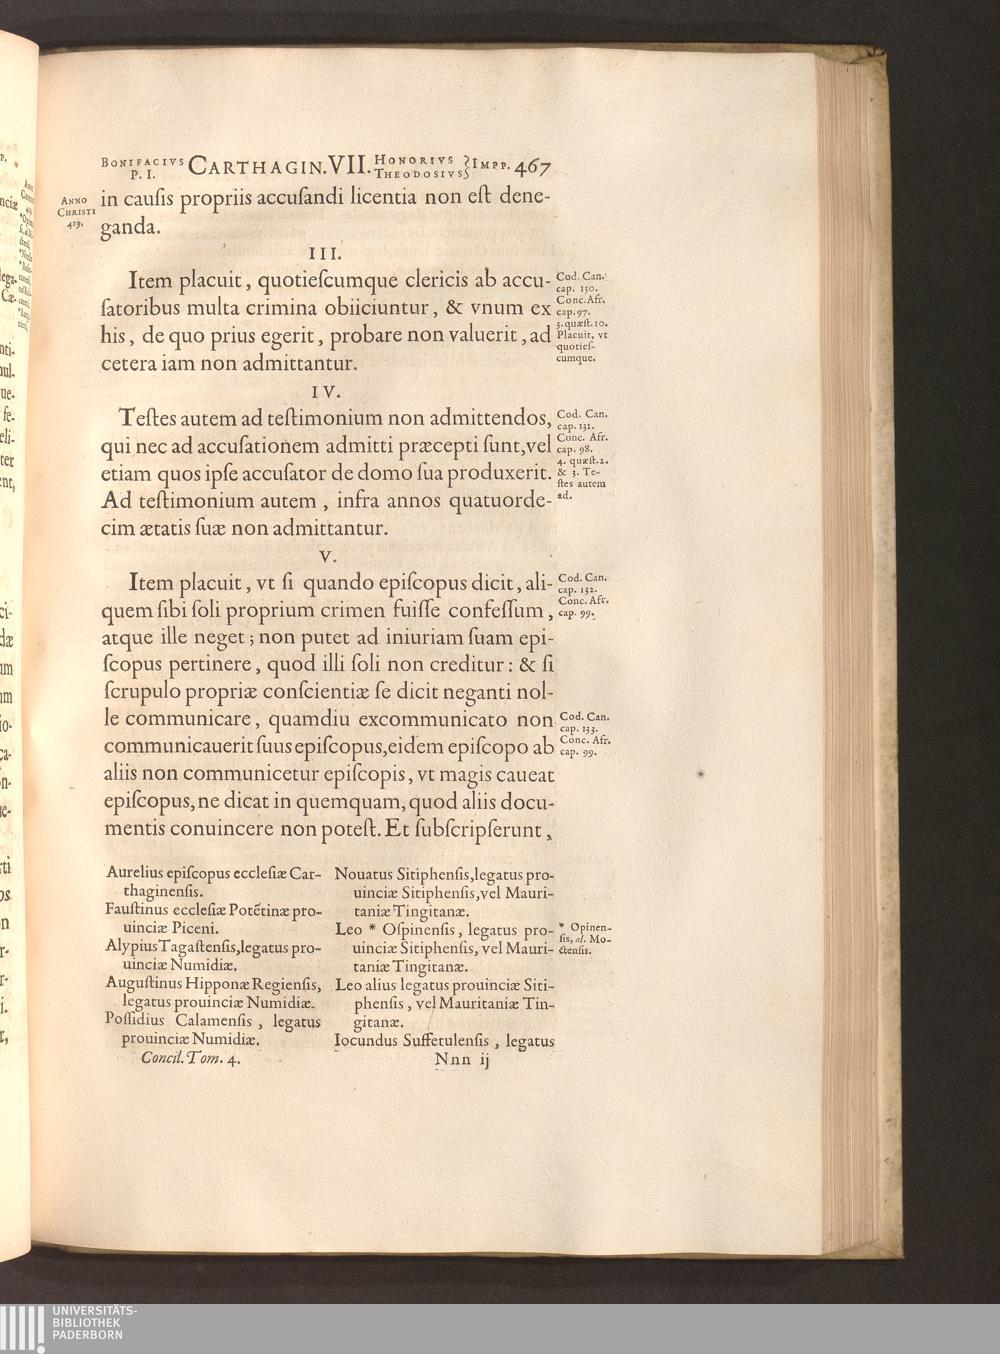 BONIFACIVS P. I. CARTHAGIN. VII. HONORIVS THEODOSIVS IMPP. 467
ANNO CHRISTI 419.
in cauſis propriis accuſandi licentia non eſt dene-
ganda.
III.
Item placuit, quotieſcumque clericis ab accu-
ſatoribus multa crimina obiiciuntur, & vnum ex
his, de quo prius egerit, probare non valuerit, ad
cetera iam non admittantur.
Cod. Can.
cap. 130.
Conc. Afr.
cap. 97.
3. quæſt. 10.
Placuit, vt
quotieſ-
cumque.
IV.
Teſtes autem ad teſtimonium non admittendos,
qui nec ad accuſationem admitti præcepti ſunt, vel
etiam quos ipſe accuſator de domo ſua produxerit.
Ad teſtimonium autem, infra annos quatuorde-
cim ætatis ſuæ non admittantur.
Cod. Can.
cap. 131.
Conc. Afr.
cap. 98.
4. quæſt. 2.
& 3. Te-
ſtes autem
ad.
V.
Item placuit, vt ſi quando epiſcopus dicit, ali-
quem ſibi ſoli proprium crimen fuiſſe confeſſum,
atque ille neget; non putet ad iniuriam ſuam epi-
ſcopus pertinere, quod illi ſoli non creditur: & ſi
ſcrupulo propriæ conſcientiæ ſe dicit neganti nol-
le communicare, quamdiu excommunicato non
communicauerit ſuus epiſcopus, eidem epiſcopo ab
aliis non communicetur epiſcopis, vt magis caueat
epiſcopus, ne dicat in quemquam, quod aliis docu-
mentis conuincere non poteſt. Et ſubſcripſerunt,
Cod. Can.
cap. 132.
Conc. Afr.
cap. 99.
Cod. Can.
cap. 133.
Conc. Afr.
cap. 99.
Aurelius epiſcopus eccleſiæ Car-
thaginenſis.
Fauſtinus eccleſiæ Potētinæ pro-
uinciæ Piceni.
Alypius Tagaſtenſis, legatus pro-
uinciæ Numidiæ.
Auguſtinus Hipponæ Regienſis,
legatus prouinciæ Numidiæ.
Poſſidius Calamenſis, legatus
prouinciæ Numidiæ.
Nouatus Sitiphenſis, legatus pro-
uinciæ Sitiphenſis, vel Mauri-
taniæ Tingitanæ.
Leo * Oſpinenſis, legatus pro-
uinciæ Sitiphenſis, vel Mauri-
taniæ Tingitanæ.
Leo alius legatus prouinciæ Siti-
phenſis, vel Mauritaniæ Tin-
gitanæ.
Iocundus Suffetulenſis, legatus
* Opinen-
ſis, al. Mo-
ctenſis.
Concil. Tom. 4.
Nnn ij
UNIVERSITÄTS-
BIBLIOTHEK
PADERBORN